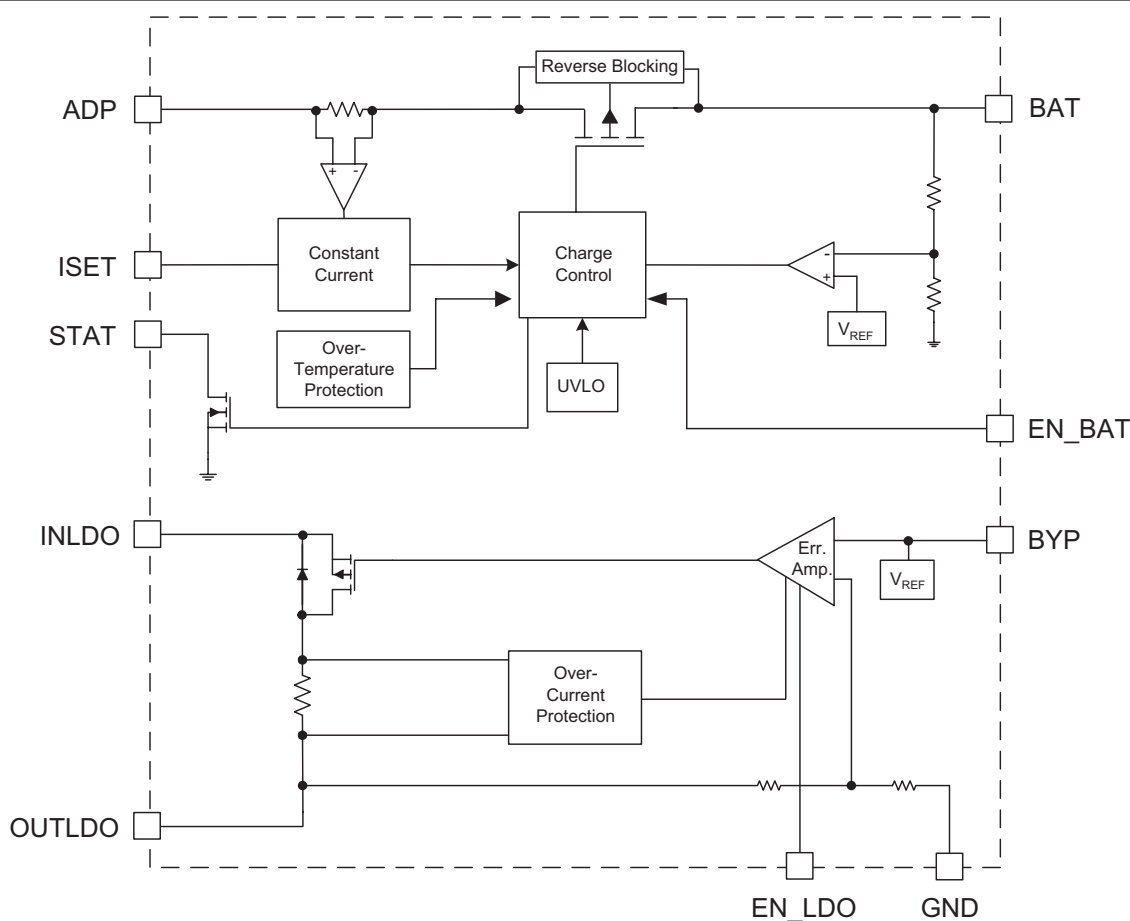 Reverse Blocking
ADP
BAT
+ -
ISET
Constant
Current
Charge
Control
-
+
STAT
Over-
Temperature
Protection
UVLO
VREF
EN_BAT
INLDO
Err.
Amp.
BYP
VREF
Over-
Current
Protection
OUTLDO
EN_LDO
GND